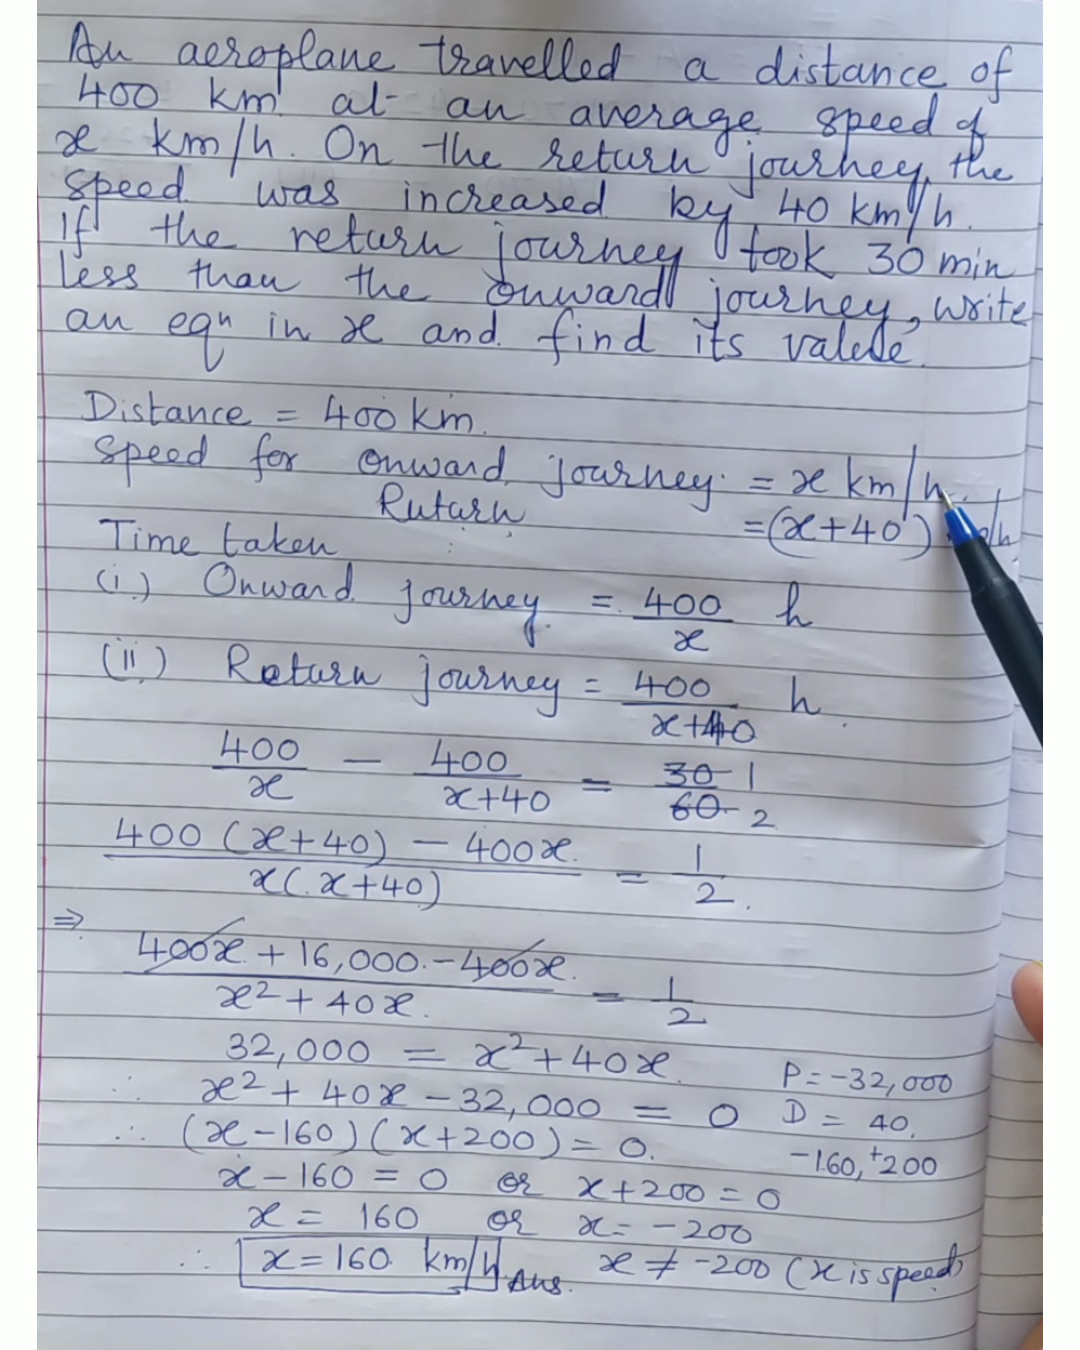 An aeroplane travelled a distance of
400 km at an average speed of
x km/h. On the return journey, the
speed was increased by 40 km/h.
If the return journey took 30 min
less than the onward journey, write
an eqn in x and find its value.
Distance = 400 km.
Speed for onward journey = x km/h.
Ruturn = (x+40)
Time taken
(i) Onward journey = 400/x h
(ii) Return journey = 400/(x+40) h.
400/x - 400/(x+40) = 30/60 1/2
(400(x+40) - 400x)/(x(x+40)) = 1/2.
⇒ (400x + 16,000 - 400x)/(x² + 40x) = 1/2
32,000 = x² + 40x. P = -32,000
∴ x² + 40x - 32,000 = 0 D = 40.
∴ (x-160)(x+200) = 0. -160, +200
x - 160 = 0 or x + 200 = 0
x = 160 or x = -200
∴ x = 160 km/h Ans. x ≠ -200 (x is speed)